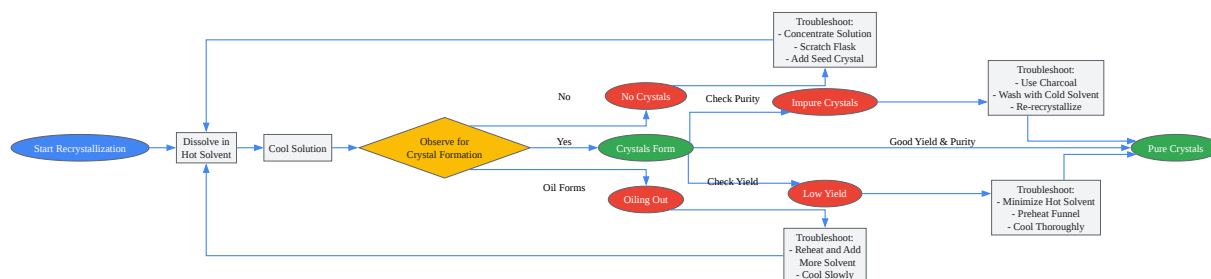 Troubleshoot:
- Concentrate Solution
- Scratch Flask
- Add Seed Crystal
Troubleshoot:
- Use Charcoal
- Wash with Cold Solvent
- Re-recrystallize
No
No Crystals
Check Purity
Impure Crystals
Start Recrystallization
Dissolve in
Hot Solvent
Cool Solution
Observe for
Crystal Formation
Yes
Crystals Form
Good Yield & Purity
Pure Crystals
Oil Forms
Oiling Out
Check Yield
Low Yield
Troubleshoot:
- Minimize Hot Solvent
- Preheat Funnel
- Cool Thoroughly
Troubleshoot:
- Reheat and Add
More Solvent
- Cool Slowly